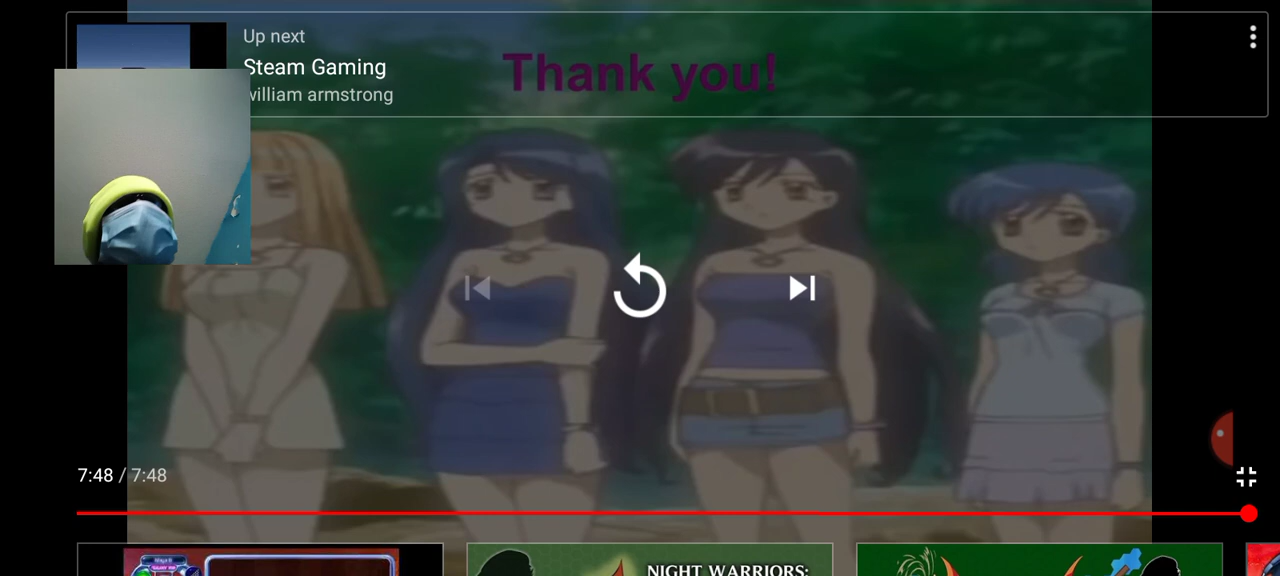 Up next
Steam Gaming
william armstrong
Thank you!
7:48 / 7:48
NIGHT WARRIORS: